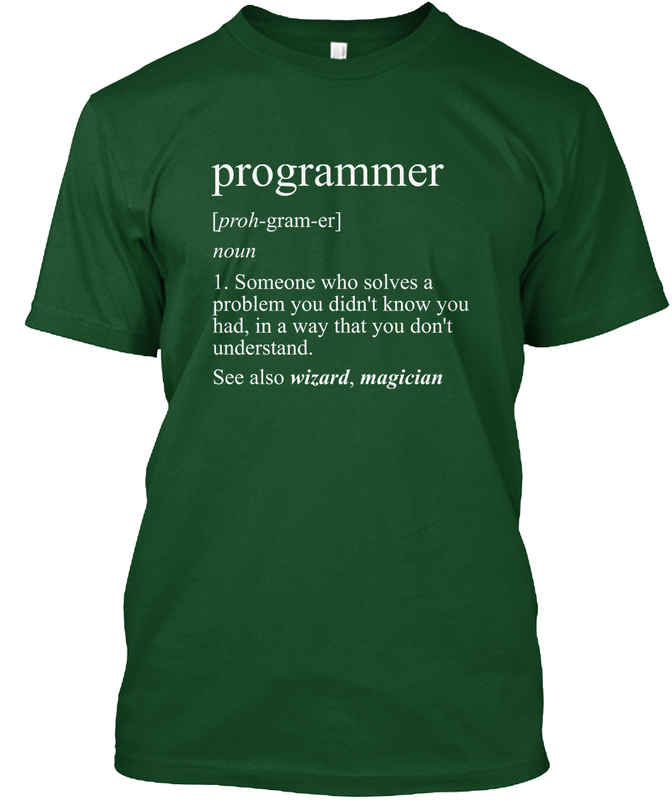 programmer
[proh-gram-er]
noun
1. Someone who solves a
problem you didn't know you
had, in a way that you don't
understand.
See also wizard, magician